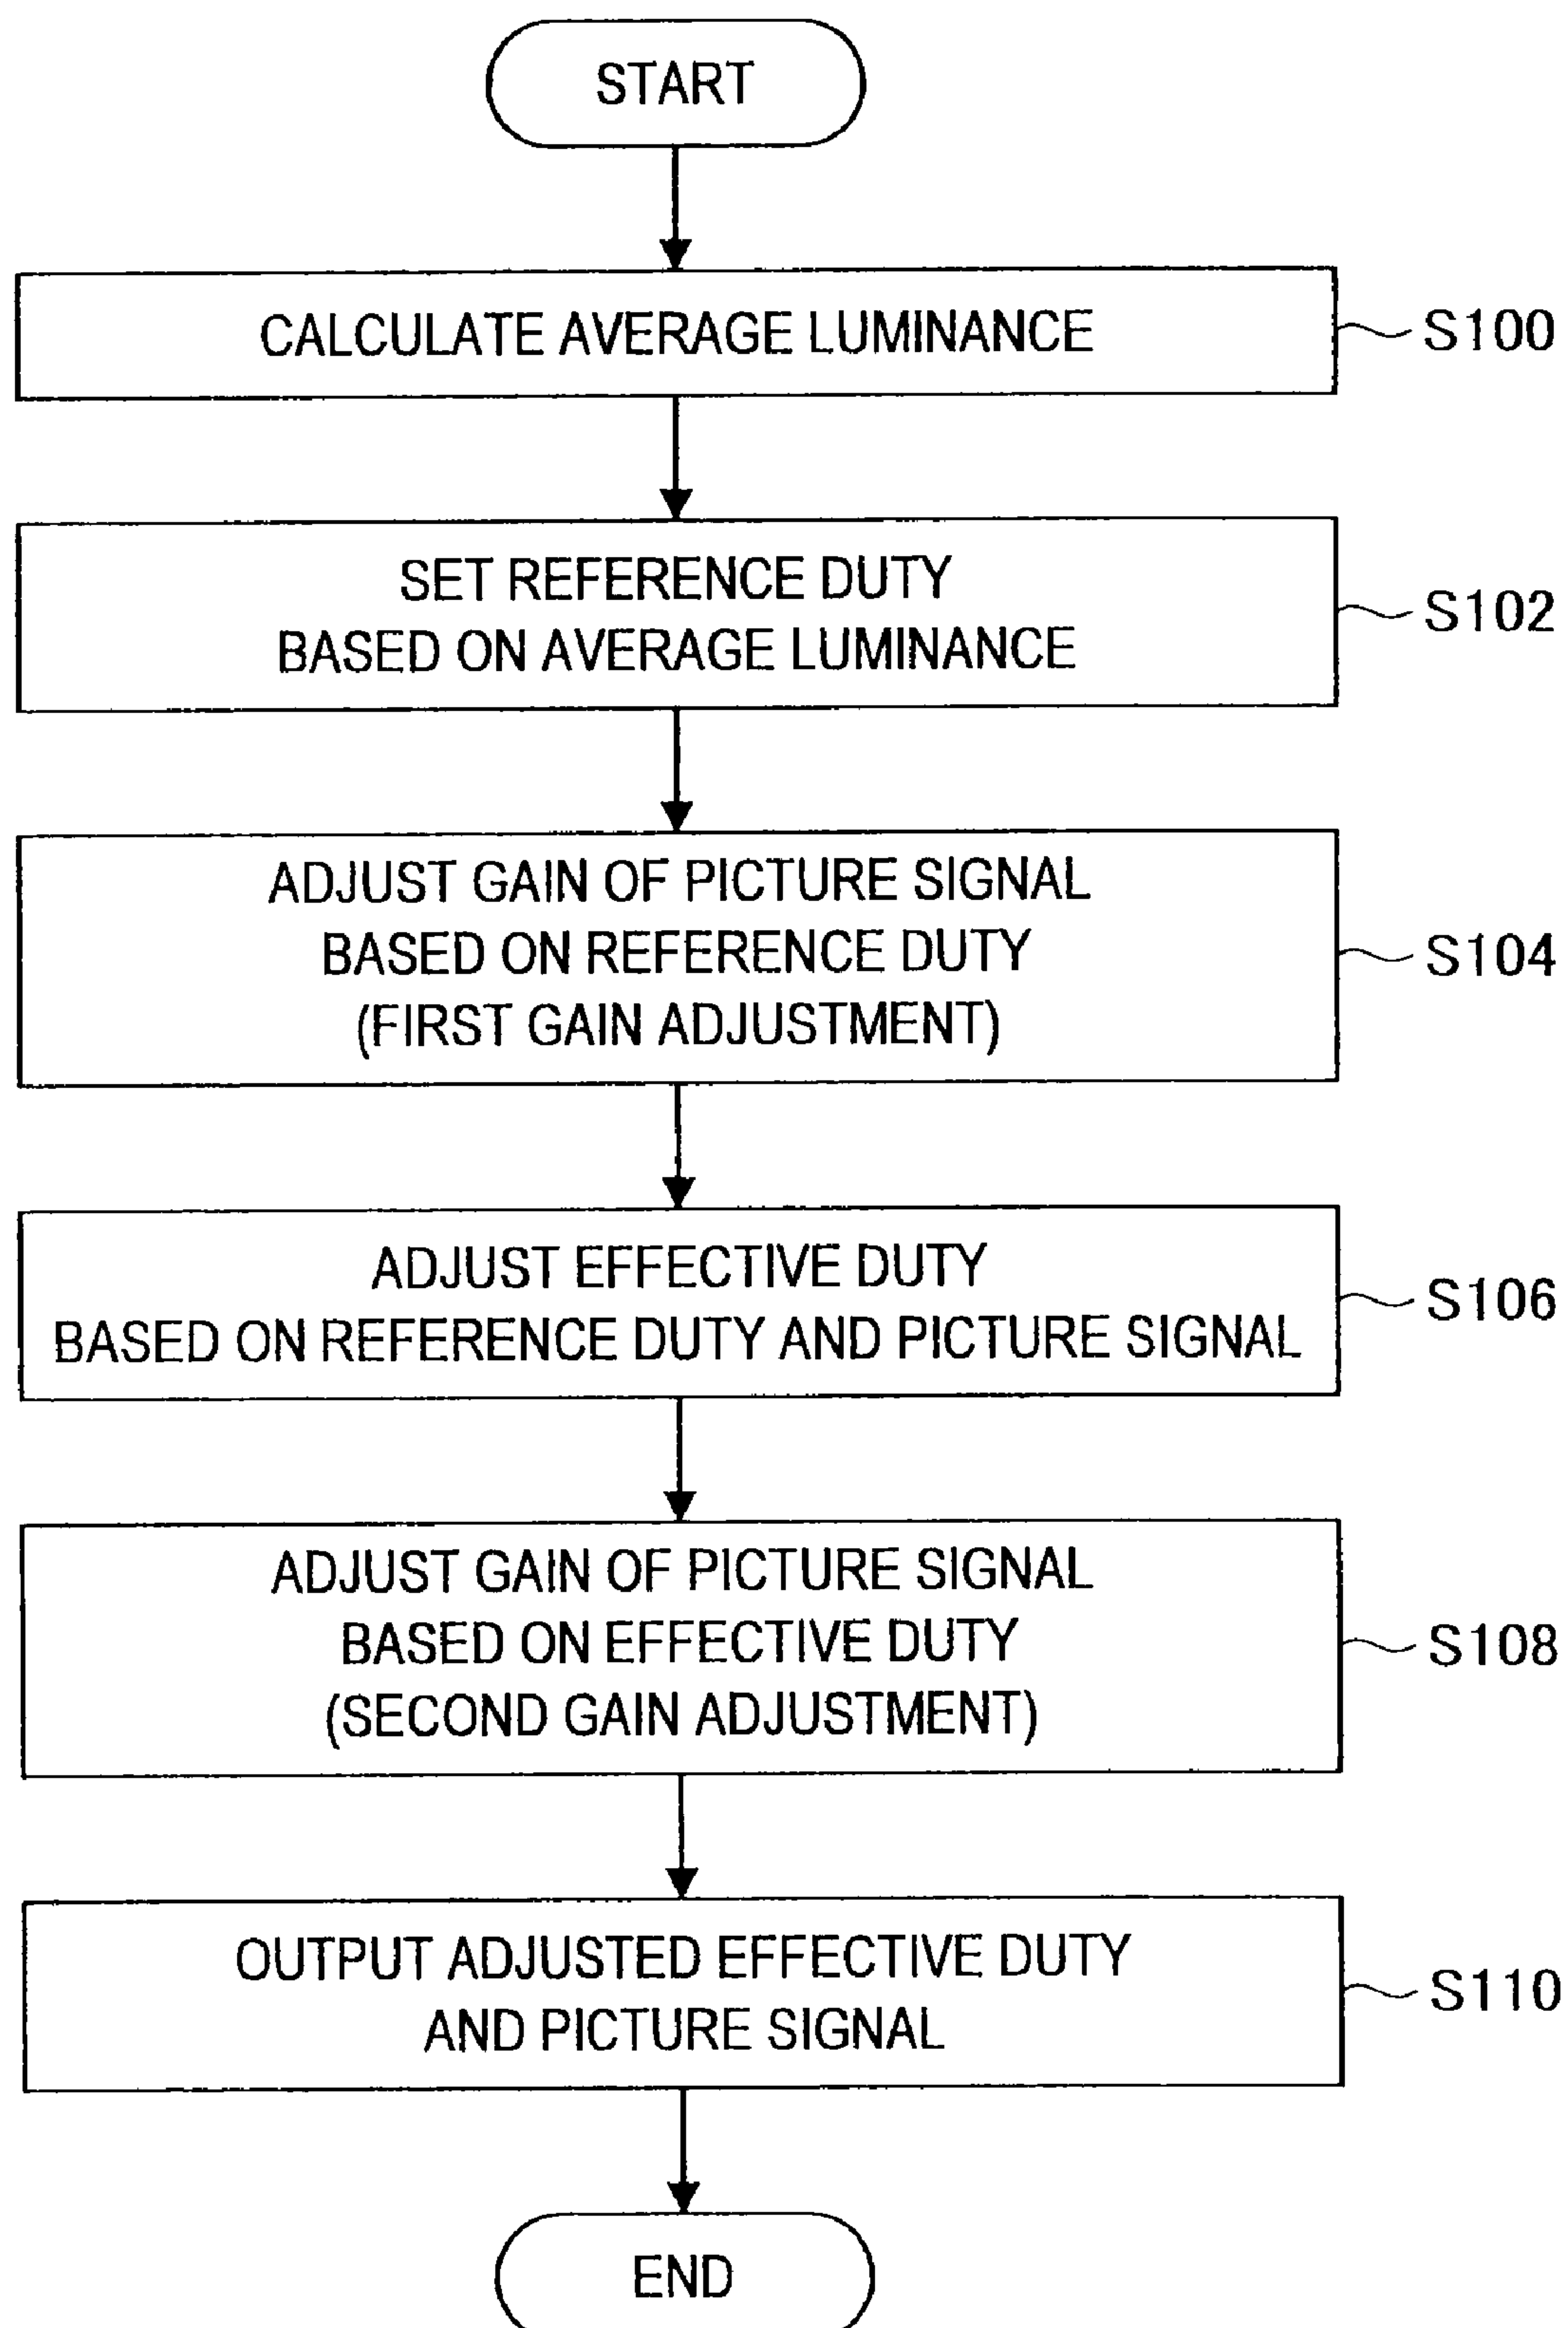 START
CALCULATE AVERAGE LUMINANCE
S100
SET REFERENCE DUTY
BASED ON AVERAGE LUMINANCE
S102
ADJUST GAIN OF PICTURE SIGNAL
BASED ON REFERENCE DUTY
(FIRST GAIN ADJUSTMENT)
S104
ADJUST EFFECTIVE DUTY
BASED ON REFERENCE DUTY AND PICTURE SIGNAL
S106
ADJUST GAIN OF PICTURE SIGNAL
BASED ON EFFECTIVE DUTY
(SECOND GAIN ADJUSTMENT)
S108
OUTPUT ADJUSTED EFFECTIVE DUTY
AND PICTURE SIGNAL
S110
END